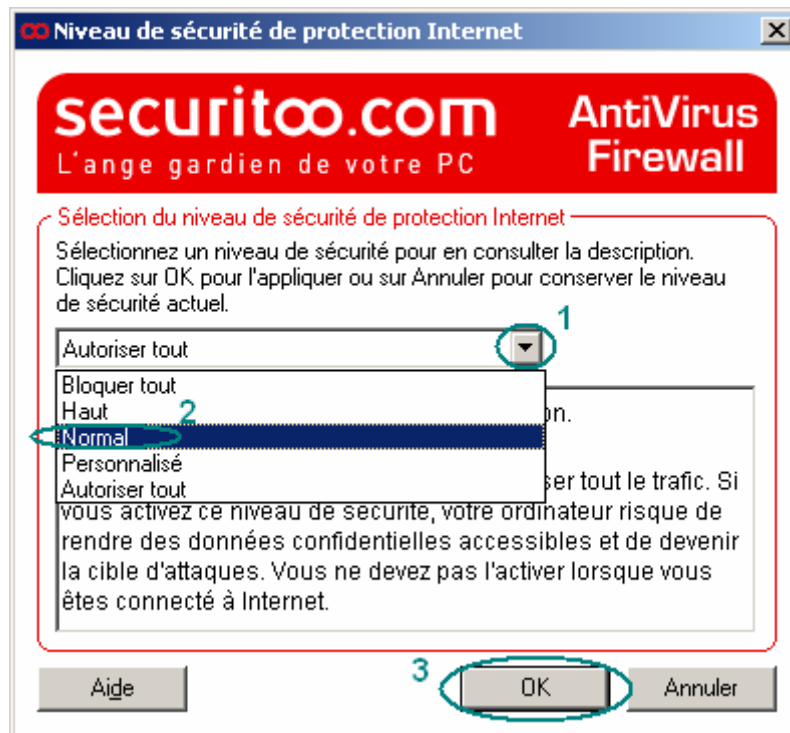 Niveau de sécurité de protection Internet
securitoo.com
L'ange gardien de votre PC
AntiVirus
Firewall
Sélection du niveau de sécurité de protection Internet
Sélectionnez un niveau de sécurité pour en consulter la description.
Cliquez sur OK pour l'appliquer ou sur Annuler pour conserver le niveau
de sécurité actuel.
1
Autoriser tout
Bloquer tout
Haut
2
Normal
Personnalisé
Autoriser tout
on.
ser tout le trafic. Si
vous activez ce niveau de sécurité, votre ordinateur risque de
rendre des données confidentielles accessibles et de devenir
la cible d'attaques. Vous ne devez pas l'activer lorsque vous
êtes connecté à Internet.
Aide
3
OK
Annuler